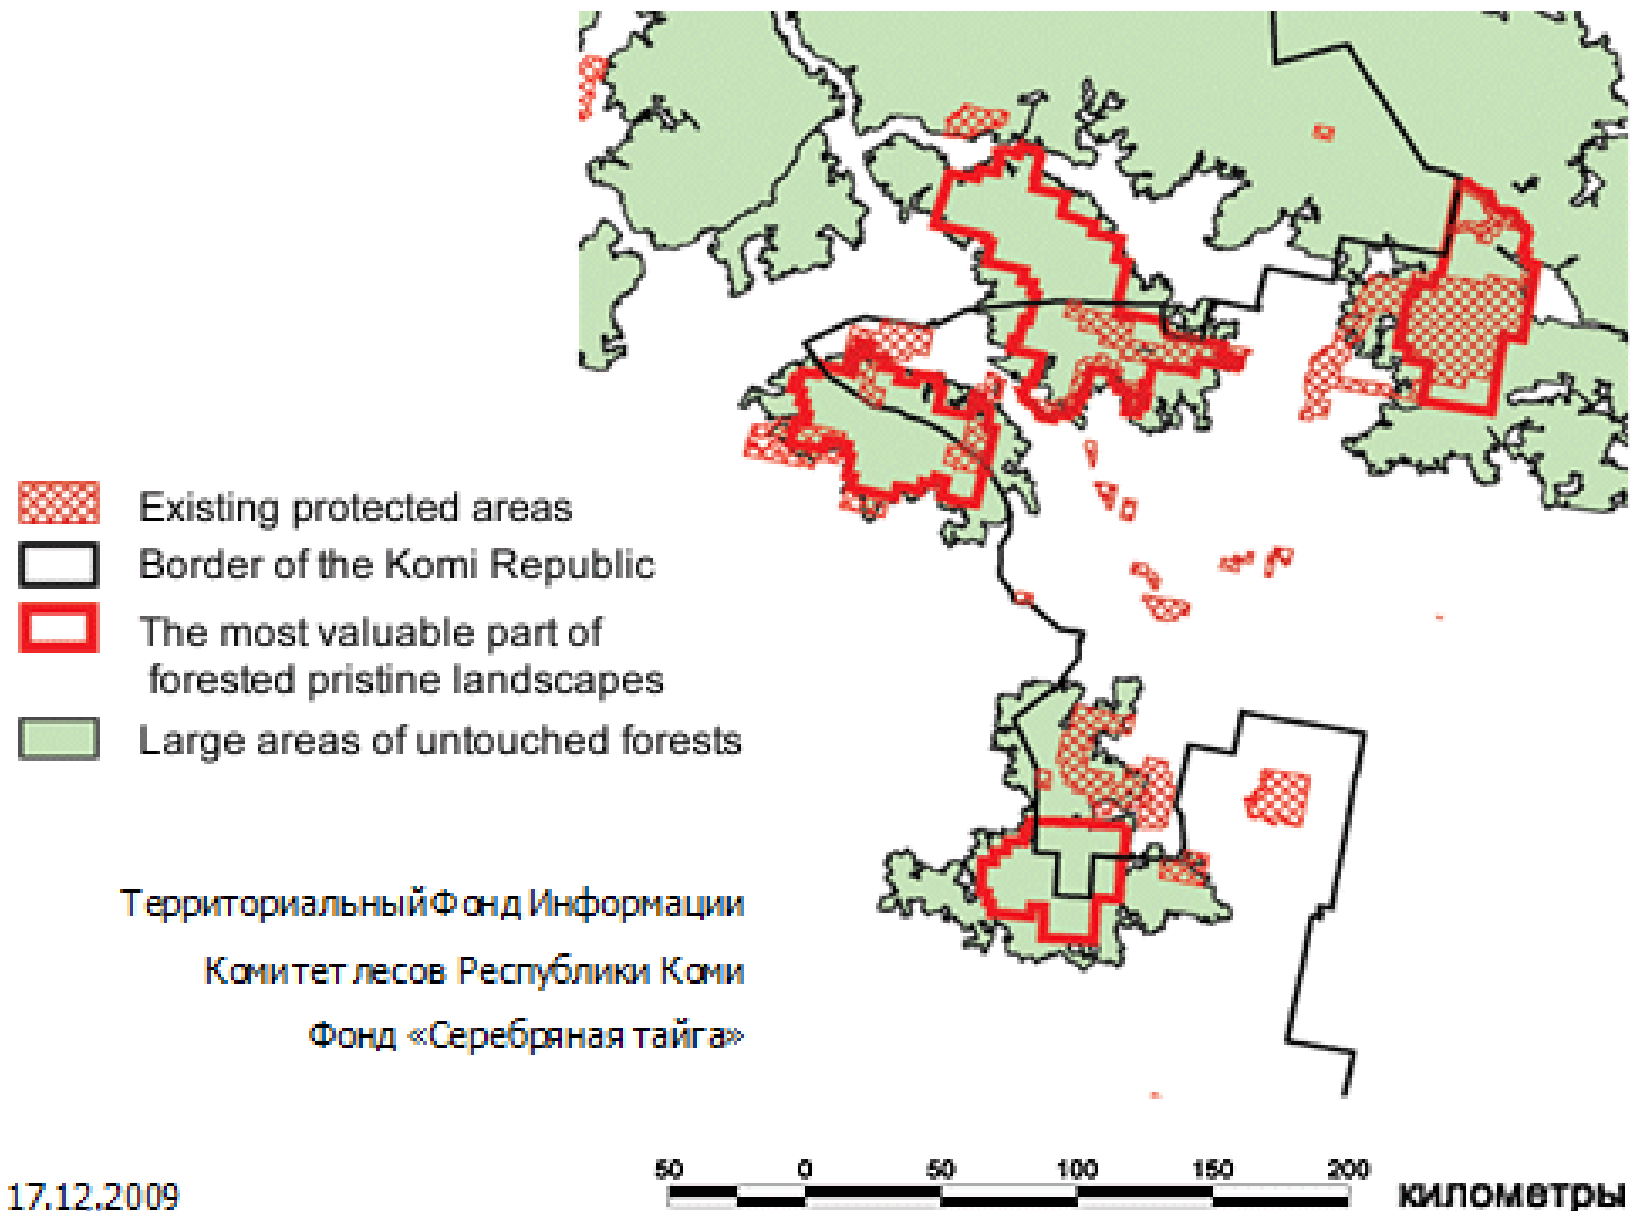 Existing protected areas
Border of the Komi Republic
The most valuable part of
forested pristine landscapes
Large areas of untouched forests
Территориальный Фонд Информации
Комитет лесов Республики Коми
Фонд «Серебряная тайга»
17.12.2009
50 0 50 100 150 200
километры